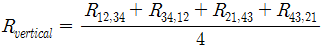 R_vertical = (R_12,34 + R_34,12 + R_21,43 + R_43,21) / 4